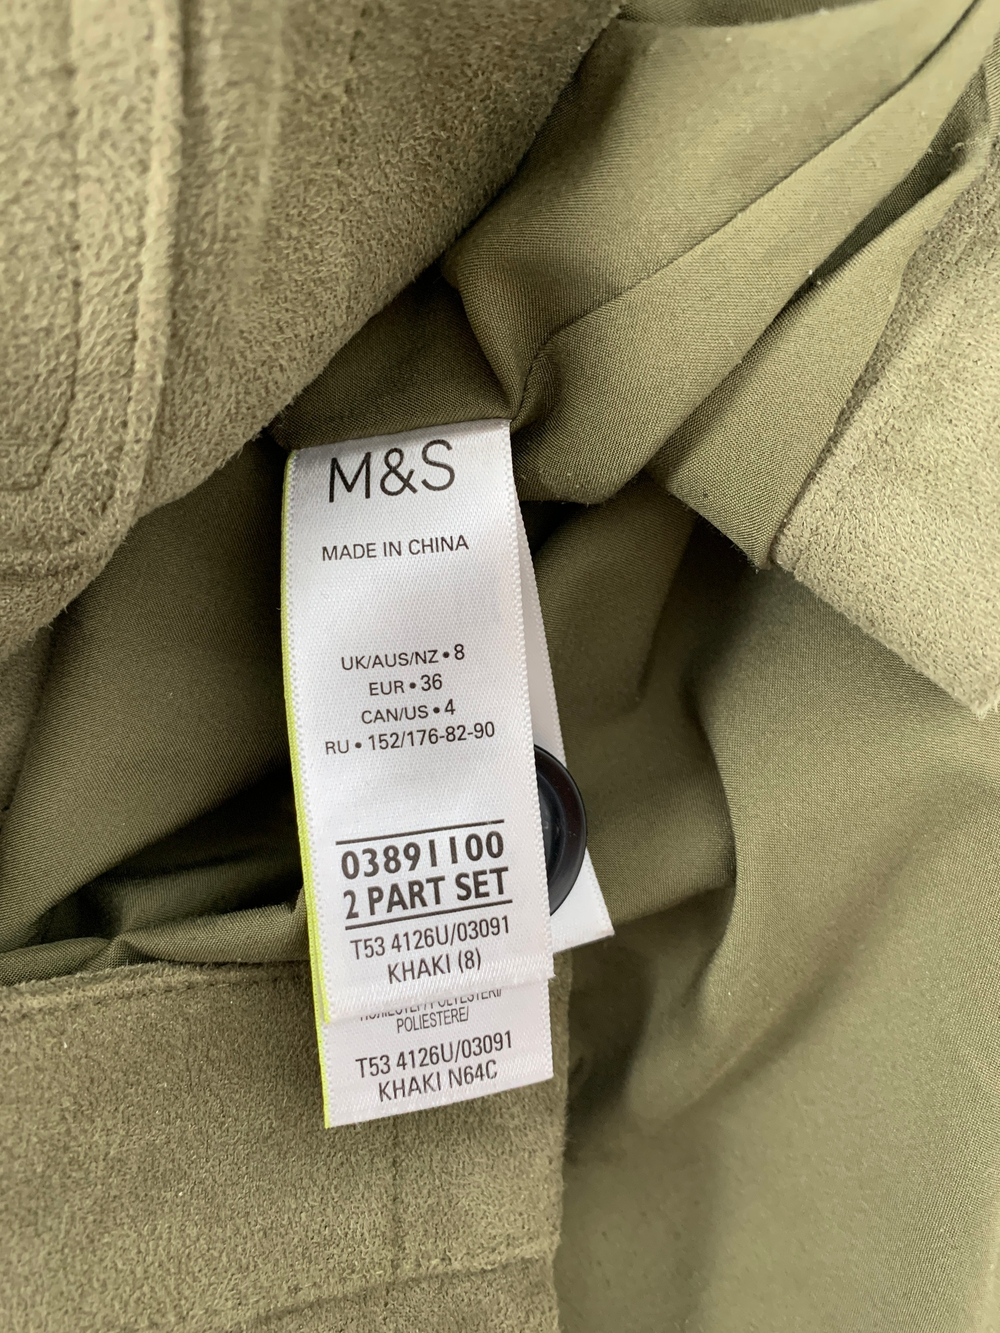 M&S
MADE IN CHINA
UK/AUS/NZ • 8
EUR • 36
CAN/US • 4
RU • 152/176-82-90
03891100
2 PART SET
T53 4126U/03091
KHAKI (8)
POLIESTERE/
T53 4126U/03091
KHAKI N64C